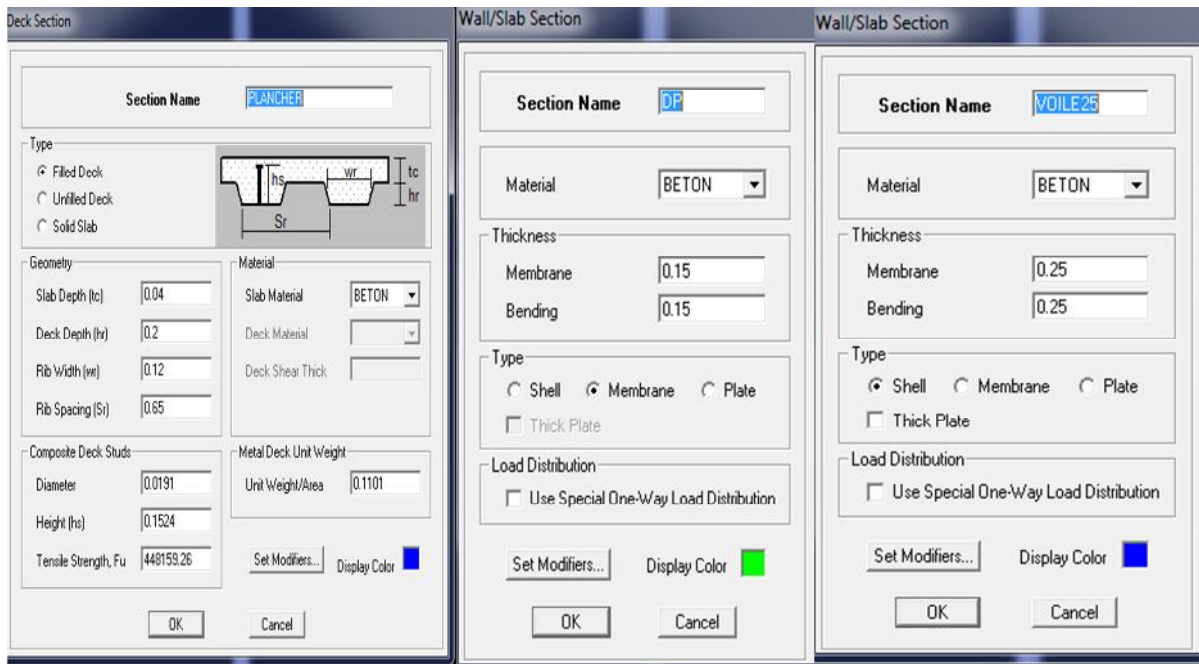 Deck Section
Section Name PLANCHER
Type
Filled Deck
Unfilled Deck
Solid Slab
hs wr tc
hr
Sr
Geometry
Slab Depth (tc) 0.04
Deck Depth (hr) 0.2
Rib Width (wr) 0.12
Rib Spacing (Sr) 0.65
Material
Slab Material BETON
Deck Material
Deck Shear Thick
Composite Deck Studs
Diameter 0.0191
Height (hs) 0.1524
Tensile Strength, Fu 448159.26
Metal Deck Unit Weight
Unit Weight/Area 0.1101
Set Modifiers... Display Color
OK Cancel
Wall/Slab Section
Section Name DP
Material BETON
Thickness
Membrane 0.15
Bending 0.15
Type
Shell Membrane Plate
Thick Plate
Load Distribution
Use Special One-Way Load Distribution
Set Modifiers... Display Color
OK Cancel
Wall/Slab Section
Section Name VOILE25
Material BETON
Thickness
Membrane 0.25
Bending 0.25
Type
Shell Membrane Plate
Thick Plate
Load Distribution
Use Special One-Way Load Distribution
Set Modifiers... Display Color
OK Cancel